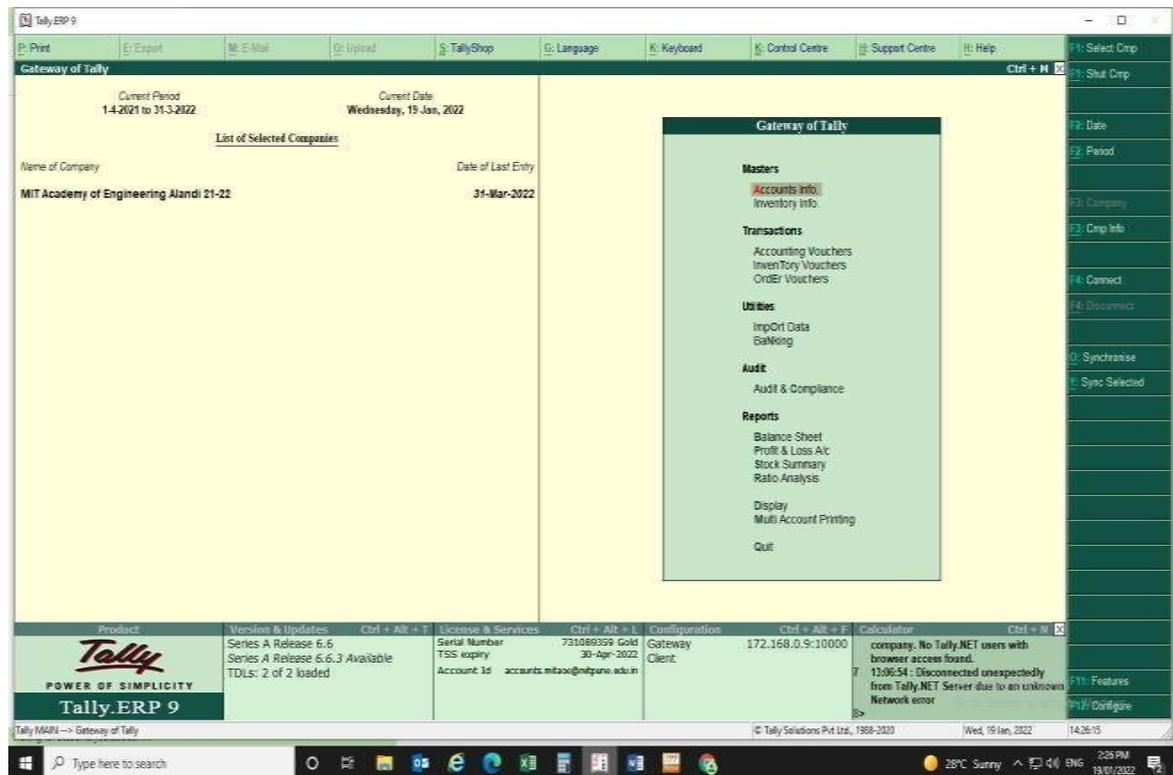 Tally.ERP 9
P: Print E: Export M: E-Mail O: Upload S: TallyShop G: Language K: Keyboard K: Control Centre H: Support Centre H: Help F1: Select Cmp
Gateway of Tally Ctrl + M X
F1: Shut Cmp
Current Period Current Date
1-4-2021 to 31-3-2022 Wednesday, 19 Jan, 2022
List of Selected Companies
Name of Company Date of Last Entry
MIT Academy of Engineering Alandi 21-22 31-Mar-2022
Gateway of Tally
Masters
Accounts Info.
Inventory Info.
Transactions
Accounting Vouchers
InvenTory Vouchers
OrdEr Vouchers
Utilities
ImpOrt Data
BaNking
Audit
Audit & Compliance
Reports
Balance Sheet
Profit & Loss A/c
Stock Summary
Ratio Analysis
Display
Multi Account Printing
Quit
F2: Date
F2: Period
F3: Company
F3: Cmp Info
F4: Connect
F4: Disconnect
O: Synchronise
Sync Selected
F11: Features
F12: Configure
Product
Tally
POWER OF SIMPLICITY
Tally.ERP 9
Version & Updates Ctrl + Alt + T
Series A Release 6.6
Series A Release 6.6.3 Available
TDLs: 2 of 2 loaded
License & Services Ctrl + Alt + L
Serial Number 731089359 Gold
TSS expiry 30-Apr-2022
Account Id
Configuration Ctrl + Alt + F
Gateway 172.168.0.9:10000
Client
Calculator Ctrl + N X
company. No Tally.NET users with
browser access found.
7 13:06:54 : Disconnected unexpectedly
from Tally.NET Server due to an unknown
Network error
8>
Tally MAIN --> Gateway of Tally © Tally Solutions Pvt Ltd., 1988-2020 Wed, 19 Jan, 2022 14:26:15
Type here to search
28°C Sunny ENG 2:26 PM
19/01/2022